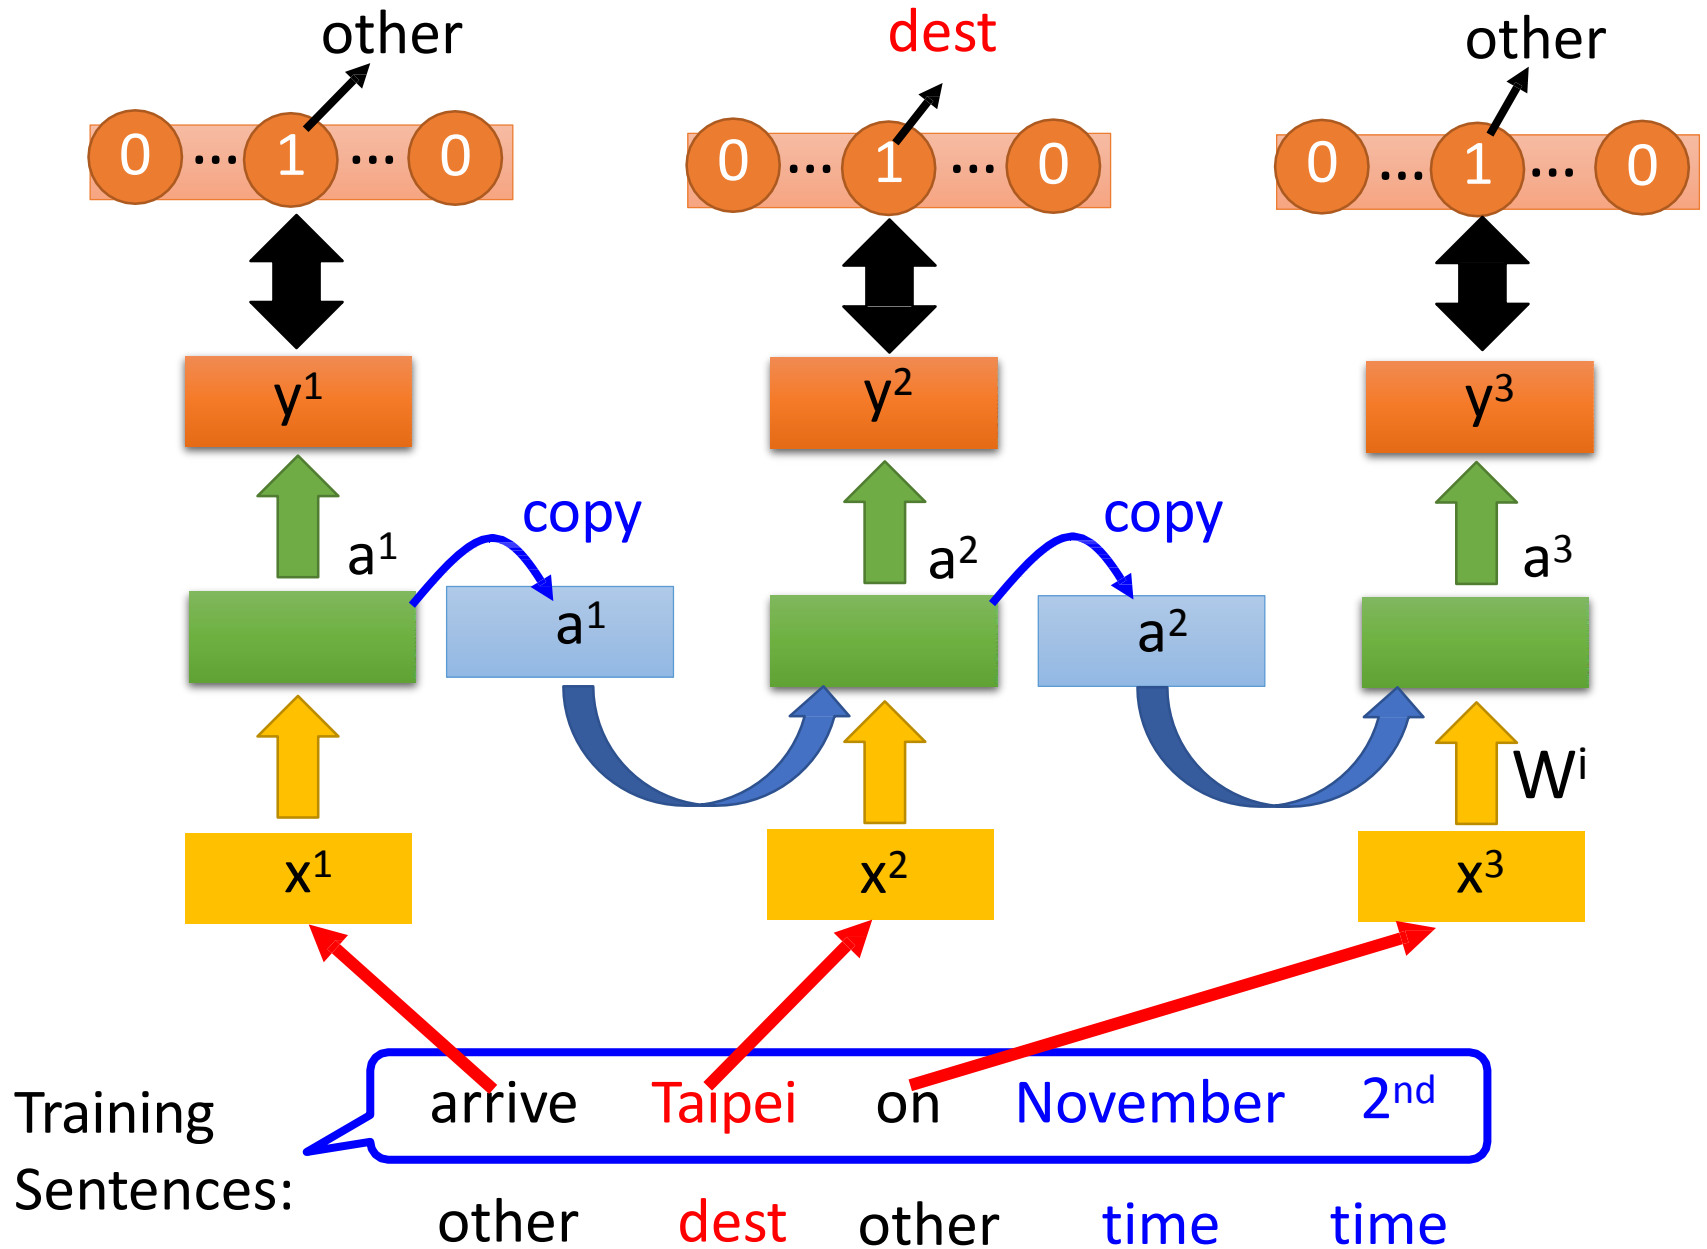 other dest other
0 ... 1 ... 0 0 ... 1 ... 0 0 ... 1 ... 0
y¹ y² y³
copy copy
a¹ a² a³
a¹ a²
Wⁱ
x¹ x² x³
Training Sentences:
arrive Taipei on November 2ⁿᵈ
other dest other time time